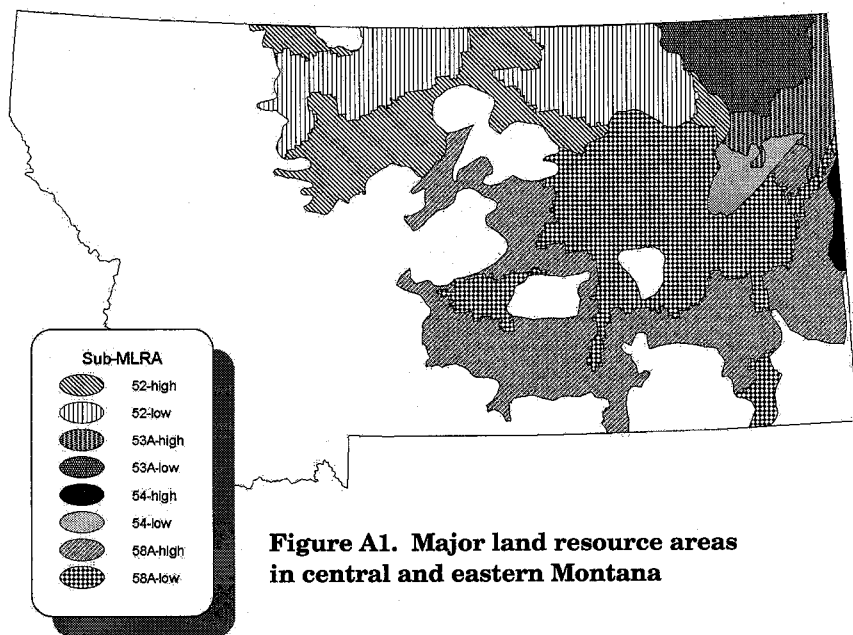 Sub-MLRA
52-high
52-low
53A-high
53A-low
54-high
54-low
58A-high
58A-low
Figure A1. Major land resource areas
in central and eastern Montana